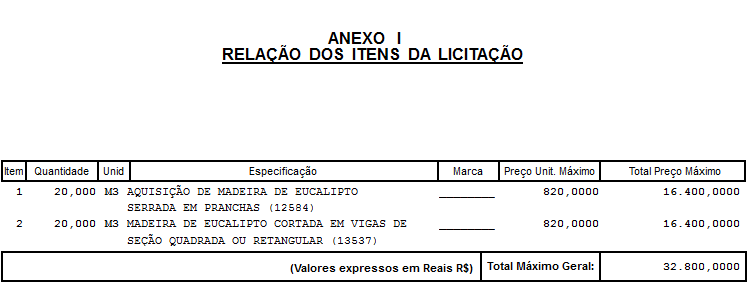 ANEXO I
RELAÇÃO DOS ITENS DA LICITAÇÃO
Item Quantidade Unid Especificação Marca Preço Unit. Máximo Total Preço Máximo
1 20,000 M3 AQUISIÇÃO DE MADEIRA DE EUCALIPTO ________ 820,0000 16.400,0000
SERRADA EM PRANCHAS (12584)
2 20,000 M3 MADEIRA DE EUCALIPTO CORTADA EM VIGAS DE ________ 820,0000 16.400,0000
SEÇÃO QUADRADA OU RETANGULAR (13537)
(Valores expressos em Reais R$) Total Máximo Geral: 32.800,0000